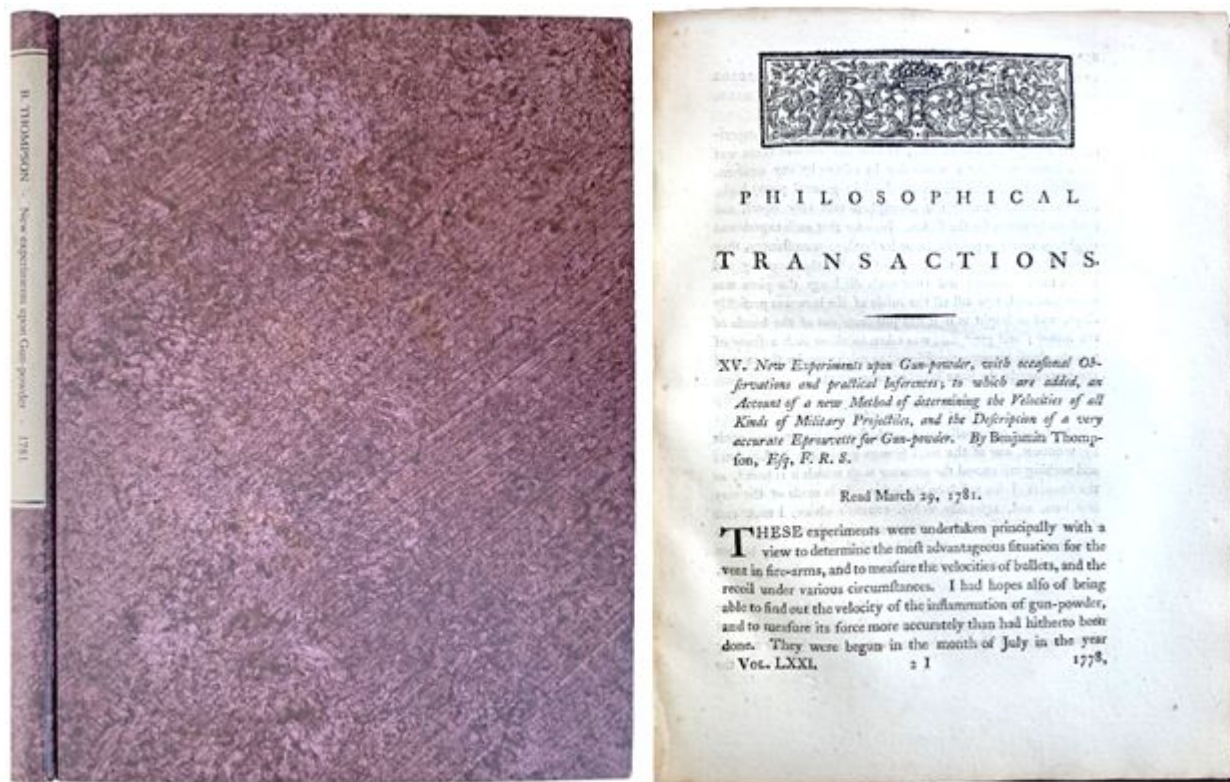 B. THOMPSON · New experiments upon Gun-powder · 1781
PHILOSOPHICAL
TRANSACTIONS.
XV. New Experiments upon Gun-powder, with occaſional Ob-
ſervations and practical Inferences; to which are added, an
Account of a new Method of determining the Velocities of all
Kinds of Military Projectiles, and the Deſcription of a very
accurate Eprouvette for Gun-powder. By Benjamin Thomp-
ſon, Eſq. F. R. S.
Read March 29, 1781.
THESE experiments were undertaken principally with a
view to determine the moſt advantageous ſituation for the
vent in fire-arms, and to meaſure the velocities of bullets, and the
recoil under various circumſtances. I had hopes alſo of being
able to find out the velocity of the inflammation of gun-powder,
and to meaſure its force more accurately than had hitherto been
done. They were begun in the month of July in the year
VOL. LXXI. 2 I 1778,